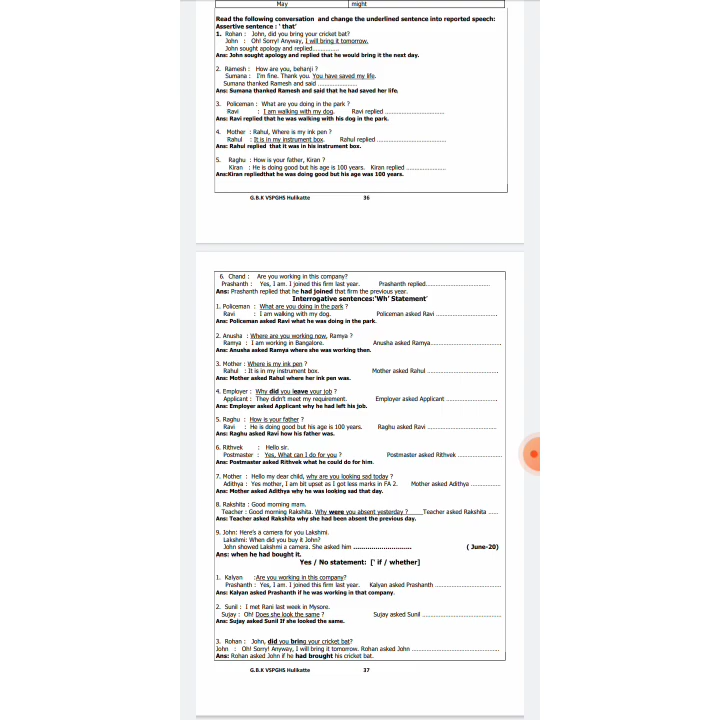 May might
Read the following conversation and change the underlined sentence into reported speech:
Assertive sentence : ' that'
1. Rohan : John, did you bring your cricket bat?
John : Oh! Sorry! Anyway, I will bring it tomorrow.
John sought apology and replied..............
Ans: John sought apology and replied that he would bring it the next day.
2. Ramesh : How are you, behanji ?
Sumana : I'm fine. Thank you. You have saved my life.
Sumana thanked Ramesh and said .....................
Ans: Sumana thanked Ramesh and said that he had saved her life.
3. Policeman : What are you doing in the park ?
Ravi : I am walking with my dog. Ravi replied ................................
Ans: Ravi replied that he was walking with his dog in the park.
4. Mother : Rahul, Where is my ink pen ?
Rahul : It is in my instrument box. Rahul replied .....................................
Ans: Rahul replied that it was in his instrument box.
5. Raghu : How is your father, Kiran ?
Kiran : He is doing good but his age is 100 years. Kiran replied .....................
Ans:Kiran repliedthat he was doing good but his age was 100 years.
G.B.K VSPGHS Hulikatte 36
6. Chand : Are you working in this company?
Prashanth : Yes, I am. I joined this firm last year. Prashanth replied..................................
Ans: Prashanth replied that he had joined that firm the previous year.
Interrogative sentences:'Wh' Statement'
1. Policeman : What are you doing in the park ?
Ravi : I am walking with my dog. Policeman asked Ravi .................................
Ans: Policeman asked Ravi what he was doing in the park.
2. Anusha : Where are you working now, Ramya ?
Ramya : I am working in Bangalore. Anusha asked Ramya......................................
Ans: Anusha asked Ramya where she was working then.
3. Mother : Where is my ink pen ?
Rahul : It is in my instrument box. Mother asked Rahul ......................................
Ans: Mother asked Rahul where her ink pen was.
4. Employer : Why did you leave your job ?
Applicant : They didn't meet my requirement. Employer asked Applicant ...........................
Ans: Employer asked Applicant why he had left his job.
5. Raghu : How is your father ?
Ravi : He is doing good but his age is 100 years. Raghu asked Ravi .....................................
Ans: Raghu asked Ravi how his father was.
6. Rithvek : Hello sir.
Postmaster : Yes, What can I do for you ? Postmaster asked Rithvek ........................
Ans: Postmaster asked Rithvek what he could do for him.
7. Mother : Hello my dear child, why are you looking sad today ?
Adithya : Yes mother, I am bit upset as I got less marks in FA 2. Mother asked Adithya ................
Ans: Mother asked Adithya why he was looking sad that day.
8. Rakshita : Good morning mam.
Teacher : Good morning Rakshita. Why were you absent yesterday ? Teacher asked Rakshita ......
Ans: Teacher asked Rakshita why she had been absent the previous day.
9. John: Here's a camera for you Lakshmi.
Lakshmi: When did you buy it John?
John showed Lakshmi a camera. She asked him ............................ ( June-20)
Ans: when he had bought it.
Yes / No statement: [' if / whether]
1. Kalyan :Are you working in this company?
Prashanth : Yes, I am. I joined this firm last year. Kalyan asked Prashanth ....................................
Ans: Kalyan asked Prashanth if he was working in that company.
2. Sunil : I met Rani last week in Mysore.
Sujay : Oh! Does she look the same ? Sujay asked Sunil ..........................................
Ans: Sujay asked Sunil If she looked the same.
3. Rohan : John, did you bring your cricket bat?
John : Oh! Sorry! Anyway, I will bring it tomorrow. Rohan asked John ...............................................
Ans: Rohan asked John if he had brought his cricket bat.
G.B.K VSPGHS Hulikatte 37